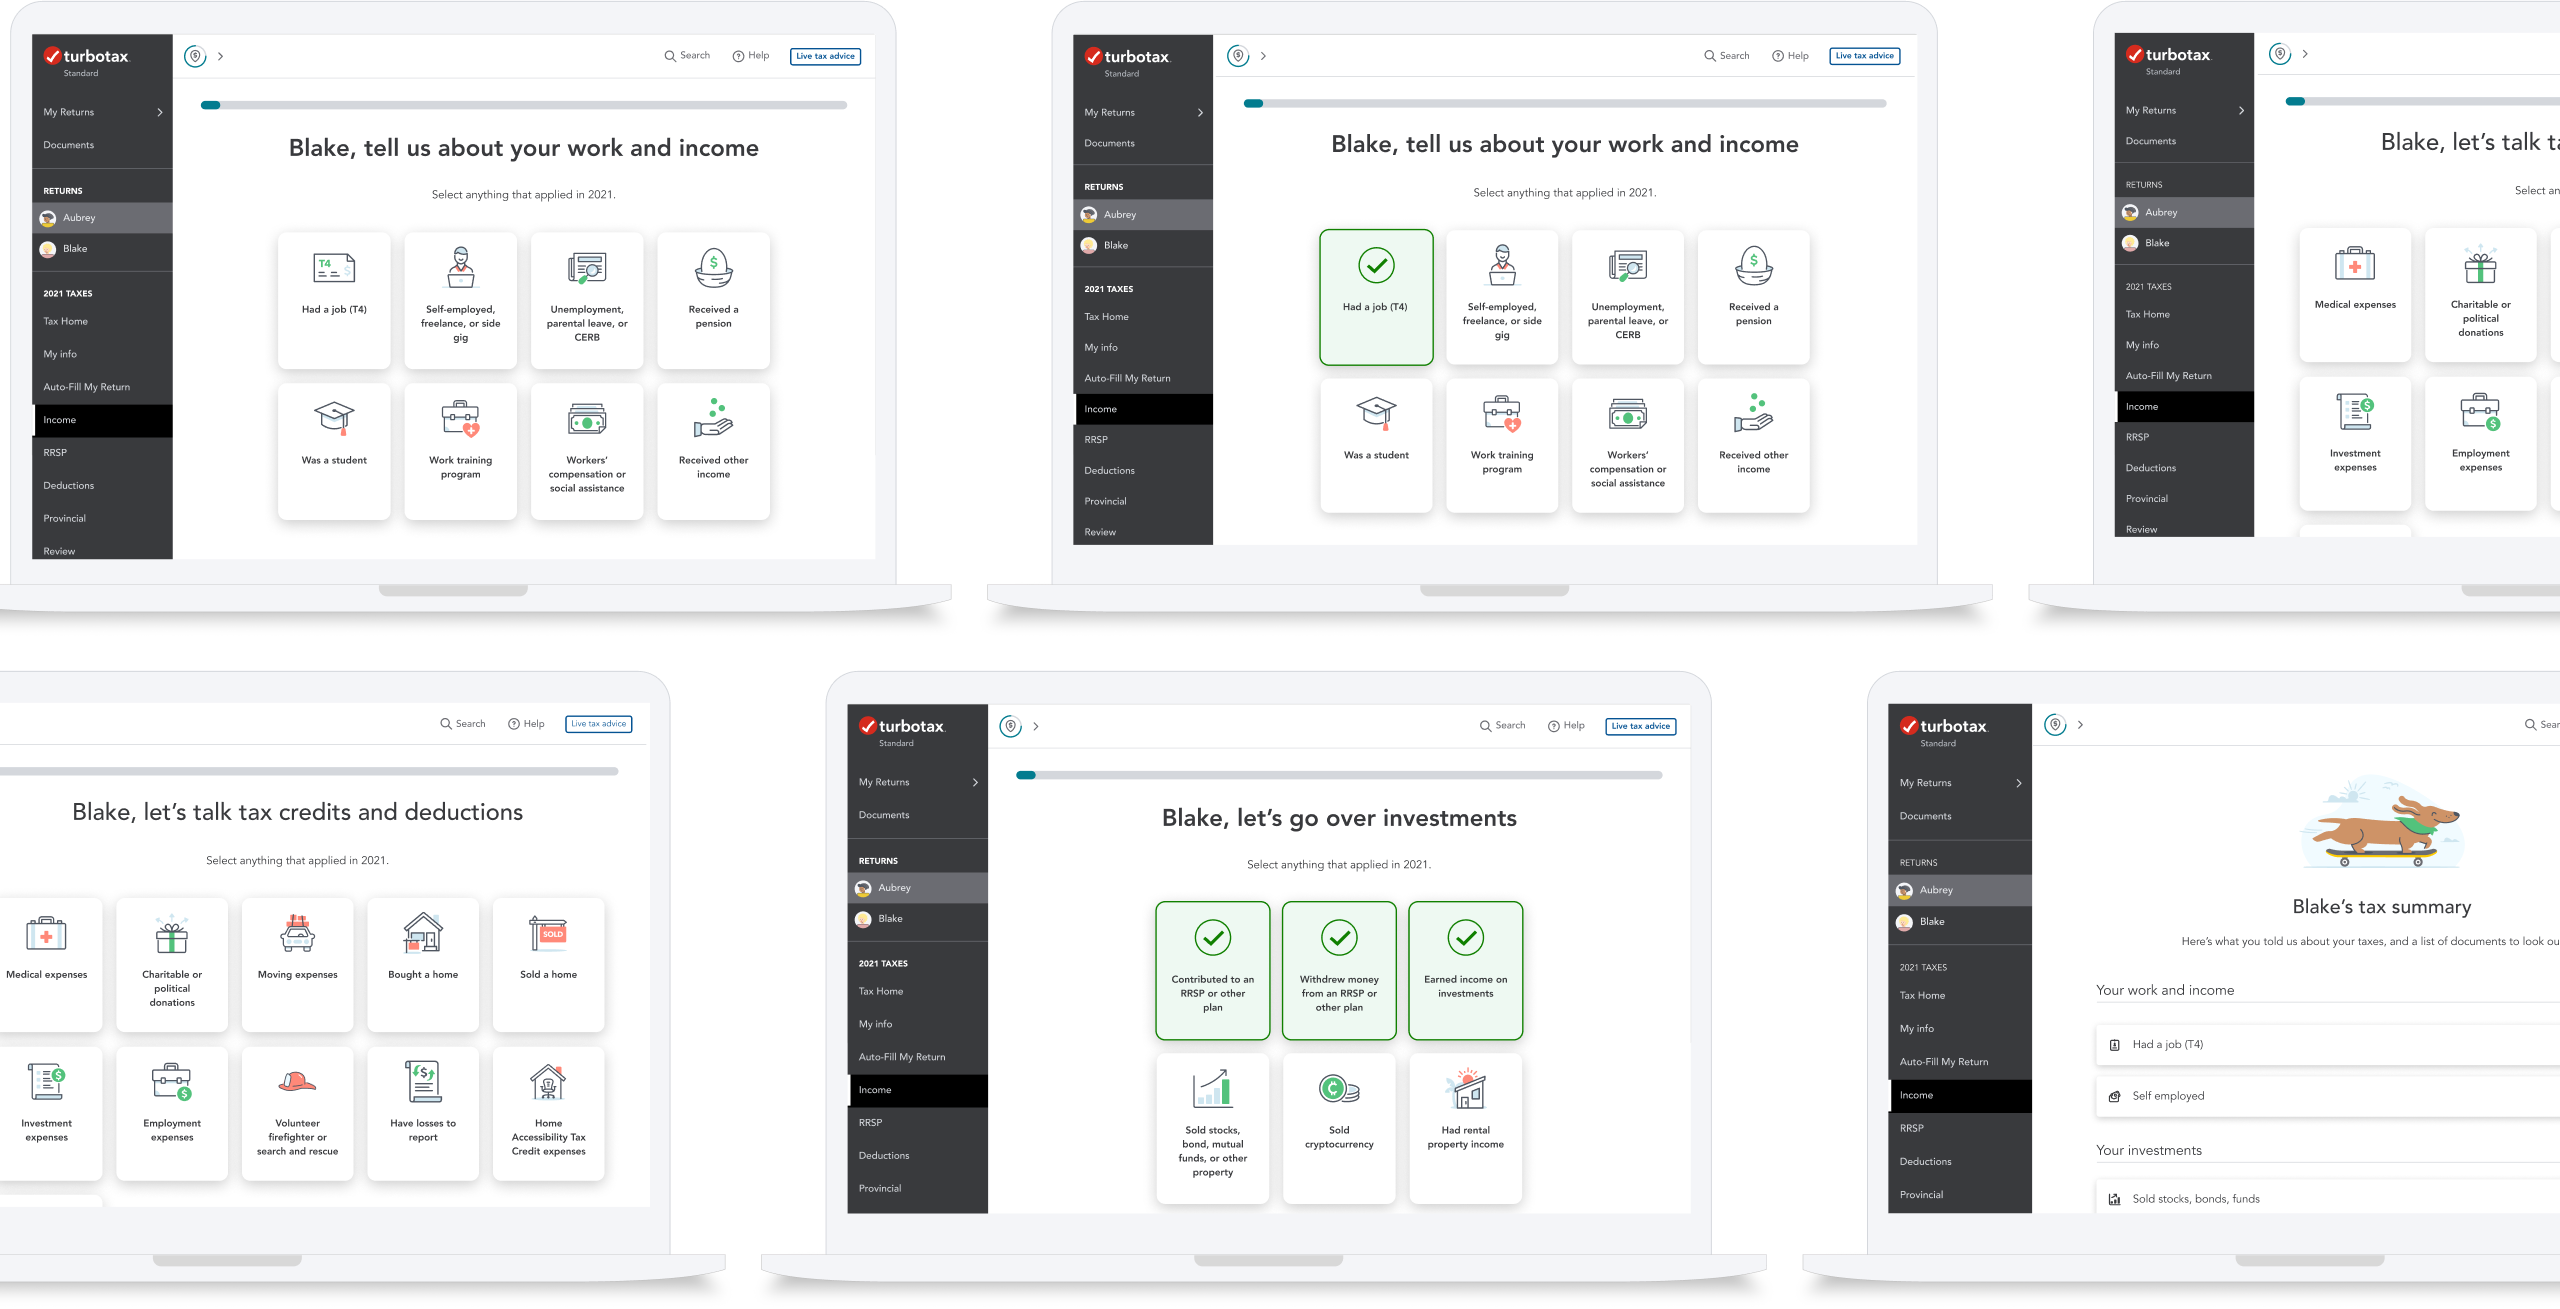 turbotax
Standard
My Returns
Documents
RETURNS
Aubrey
Blake
2021 TAXES
Tax Home
My info
Auto-Fill My Return
Income
RRSP
Deductions
Provincial
Review
Search
Help
Live tax advice
Blake, tell us about your work and income
Select anything that applied in 2021.
T4
$
$
Had a job (T4)
Self-employed,
freelance, or side
gig
Unemployment,
parental leave, or
CERB
Received a
pension
Was a student
Work training
program
Workers’
compensation or
social assistance
Received other
income
turbotax
Standard
My Returns
Documents
RETURNS
Aubrey
Blake
2021 TAXES
Tax Home
My info
Auto-Fill My Return
Income
RRSP
Deductions
Provincial
Review
Search
Help
Live tax advice
Blake, tell us about your work and income
Select anything that applied in 2021.
$
Had a job (T4)
Self-employed,
freelance, or side
gig
Unemployment,
parental leave, or
CERB
Received a
pension
Was a student
Work training
program
Workers’
compensation or
social assistance
Received other
income
turbotax
Standard
My Returns
Documents
RETURNS
Aubrey
Blake
2021 TAXES
Tax Home
My info
Auto-Fill My Return
Income
RRSP
Deductions
Provincial
Review
Blake, let’s talk
Select
Medical expenses
Charitable or
political
donations
$
$
Investment
expenses
Employment
expenses
Search
Help
Live tax advice
Blake, let’s talk tax credits and deductions
Select anything that applied in 2021.
SOLD
Medical expenses
Charitable or
political
donations
Moving expenses
Bought a home
Sold a home
$
$
$
Investment
expenses
Employment
expenses
Volunteer
firefighter or
search and rescue
Have losses to
report
Home
Accessibility Tax
Credit expenses
turbotax
Standard
My Returns
Documents
RETURNS
Aubrey
Blake
2021 TAXES
Tax Home
My info
Auto-Fill My Return
Income
RRSP
Deductions
Provincial
Search
Help
Live tax advice
Blake, let’s go over investments
Select anything that applied in 2021.
Contributed to an
RRSP or other
plan
Withdrew money
from an RRSP or
other plan
Earned income on
investments
Sold stocks,
bond, mutual
funds, or other
property
Sold
cryptocurrency
Had rental
property income
turbotax
Standard
My Returns
Documents
RETURNS
Aubrey
Blake
2021 TAXES
Tax Home
My info
Auto-Fill My Return
Income
RRSP
Deductions
Provincial
Blake’s tax summary
Here’s what you told us about your taxes, and a list of documents to look
Your work and income
Had a job (T4)
Self employed
Your investments
Sold stocks, bonds, funds